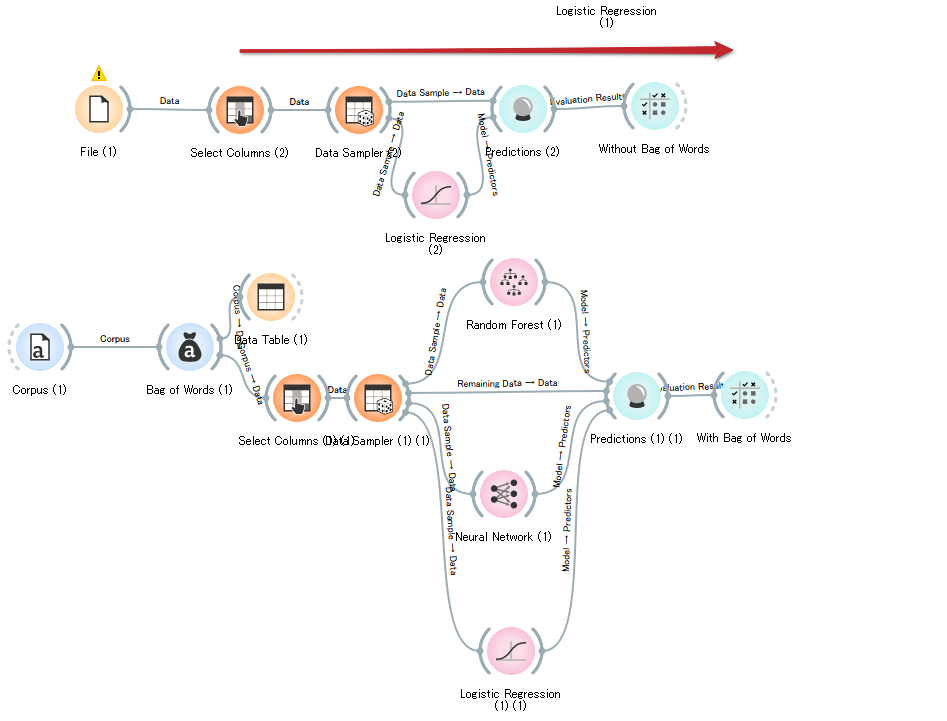 Logistic Regression
(1)
Data
Data
Data Sample → Data
Evaluation Results
File (1)
Select Columns (2)
Data Sampler (2)
Data Sample → Data
Model → Predictors
Predictions (2)
Without Bag of Words
Logistic Regression
(2)
Corpus → Data
Data Table (1)
Data Sample → Data
Random Forest (1)
Model → Predictors
Corpus
Corpus (1)
Bag of Words (1)
Corpus → Data
Data
Remaining Data → Data
Evaluation Results
Select Columns (1) (1)
Data Sampler (1) (1)
Predictions (1) (1)
With Bag of Words
Data Sample → Data
Model → Predictors
Neural Network (1)
Data Sample → Data
Model → Predictors
Logistic Regression
(1) (1)